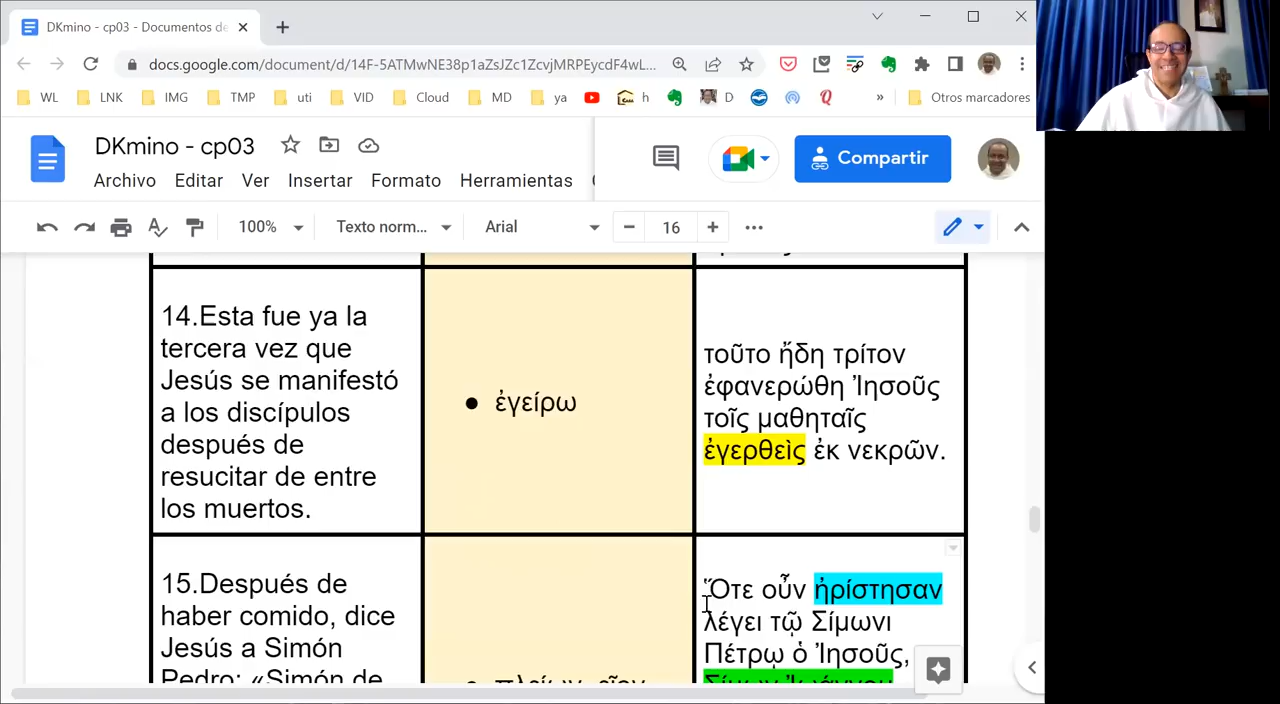 DKmino - cp03 - Documentos de
docs.google.com/document/d/14F-5ATMwNE38g1aZsJZc1ZcvjMRPEycdF4wL...
WL LNK IMG TMP uti VID Cloud MD ya h D » Otros marcadores
DKmino - cp03
Compartir
Archivo Editar Ver Insertar Formato Herramientas
100% Texto norm... Arial 16
14.Esta fue ya la
tercera vez que
Jesús se manifestó
a los discípulos
después de
resucitar de entre
los muertos.
● ἐγείρω
τοῦτο ἤδη τρίτον
ἐφανερώθη Ἰησοῦς
τοῖς μαθηταῖς
ἐγερθεὶς ἐκ νεκρῶν.
15.Después de
haber comido, dice
Jesús a Simón
Pedro: «Simón de
Ὅτε οὖν ἠρίστησαν
λέγει τῷ Σίμωνι
Πέτρῳ ὁ Ἰησοῦς,